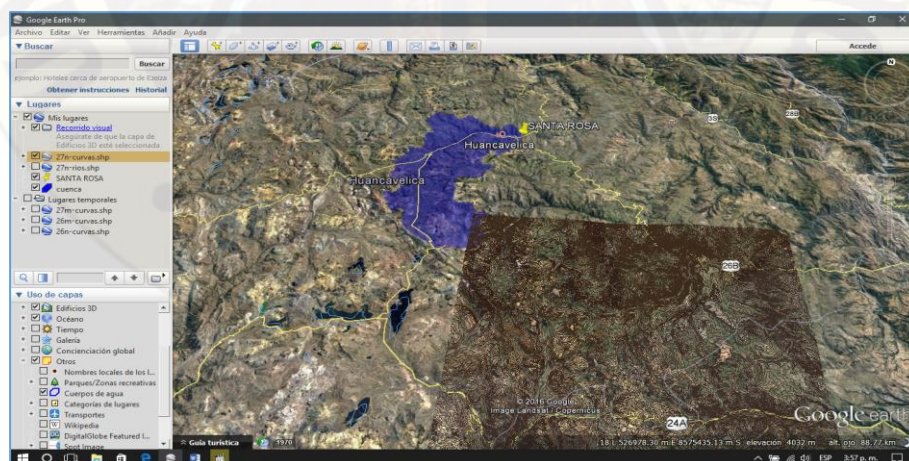 Google Earth Pro
Archivo Editar Ver Herramientas Añadir Ayuda
Buscar
Buscar
ejemplo: Hoteles cerca de aeropuerto de Ezeiza
Obtener instrucciones Historial
Lugares
Mis lugares
Recorrido visual
Asegúrate de que la capa de
Edificios 3D esté seleccionada
27n-curvas.shp
27n-rios.shp
SANTA ROSA
cuenca
Lugares temporales
27m-curvas.shp
26m-curvas.shp
26n-curvas.shp
Uso de capas
Edificios 3D
Océano
Tiempo
Galería
Concienciación global
Otros
Nombres locales de los l...
Parques/Zonas recreativas
Cuerpos de agua
Categorías de lugares
Transportes
Wikipedia
DigitalGlobe Featured I...
Spot Image
Accede
N
3S
28B
SANTA ROSA
Huancavelica
Huancavelica
26B
24A
© 2016 Google
Image Landsat / Copernicus
Google earth
Guía turística
1970
18 L 526978.30 m E 8575435.13 m S elevación 4032 m alt. ojo 88.77 km
ESP 3:57 p. m.